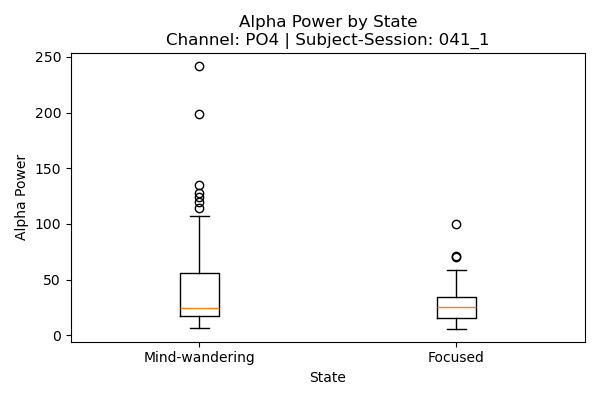 Alpha Power by State
Channel: PO4 | Subject-Session: 041_1
250
200
150
100
50
0
Alpha Power
Mind-wandering
Focused
State